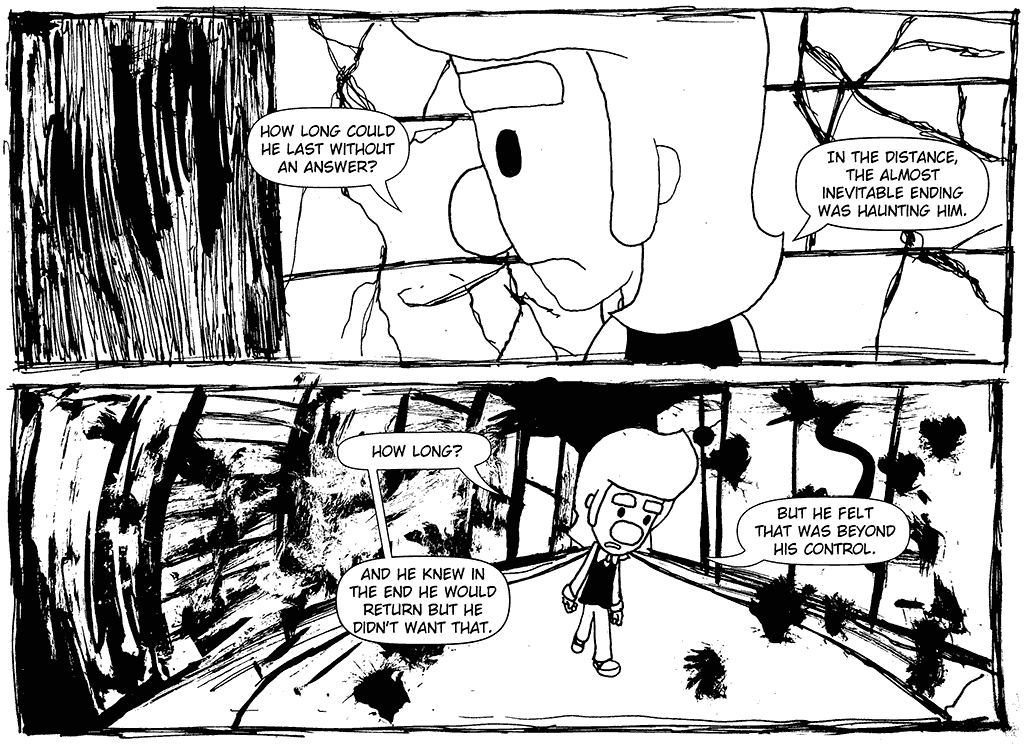 HOW LONG COULD
HE LAST WITHOUT
AN ANSWER?
IN THE DISTANCE,
THE ALMOST
INEVITABLE ENDING
WAS HAUNTING HIM.
HOW LONG?
AND HE KNEW IN
THE END HE WOULD
RETURN BUT HE
DIDN'T WANT THAT.
BUT HE FELT
THAT WAS BEYOND
HIS CONTROL.